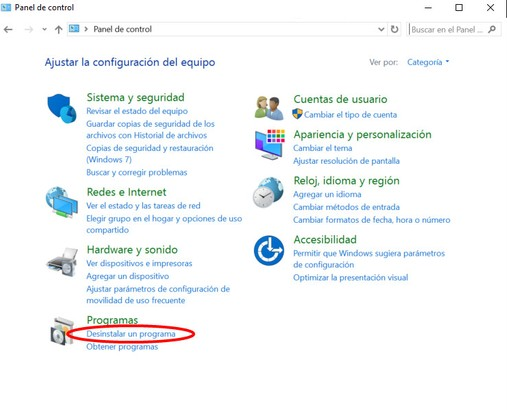 Panel de control
Panel de control
Buscar en el Panel ...
Ajustar la configuración del equipo
Ver por: Categoría
Sistema y seguridad
Revisar el estado del equipo
Guardar copias de seguridad de los
archivos con Historial de archivos
Copias de seguridad y restauración
(Windows 7)
Buscar y corregir problemas
Redes e Internet
Ver el estado y las tareas de red
Elegir grupo en el hogar y opciones de uso
compartido
Hardware y sonido
Ver dispositivos e impresoras
Agregar un dispositivo
Ajustar parámetros de configuración de
movilidad de uso frecuente
Programas
Desinstalar un programa
Obtener programas
Cuentas de usuario
Cambiar el tipo de cuenta
Apariencia y personalización
Cambiar el tema
Ajustar resolución de pantalla
Reloj, idioma y región
Agregar un idioma
Cambiar métodos de entrada
Cambiar formatos de fecha, hora o número
Accesibilidad
Permitir que Windows sugiera parámetros
de configuración
Optimizar la presentación visual